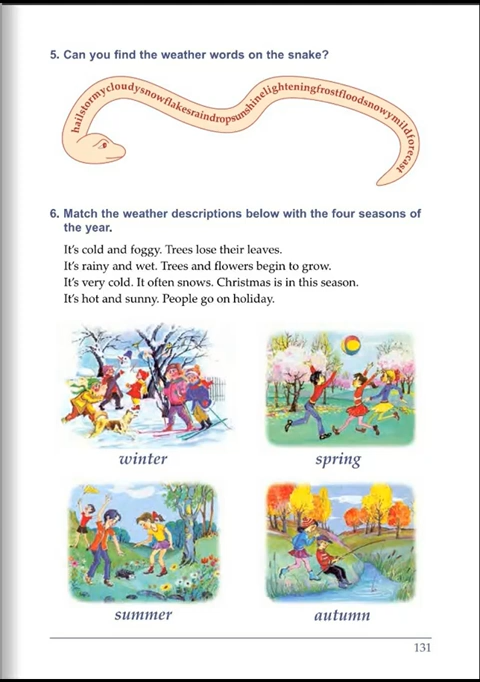 5. Can you find the weather words on the snake?
hailstormycloudysnowflakesraindropsunshinelighteningfrostfloodsnowymildforecast
6. Match the weather descriptions below with the four seasons of
the year.
It's cold and foggy. Trees lose their leaves.
It's rainy and wet. Trees and flowers begin to grow.
It's very cold. It often snows. Christmas is in this season.
It's hot and sunny. People go on holiday.
winter
spring
summer
autumn
131